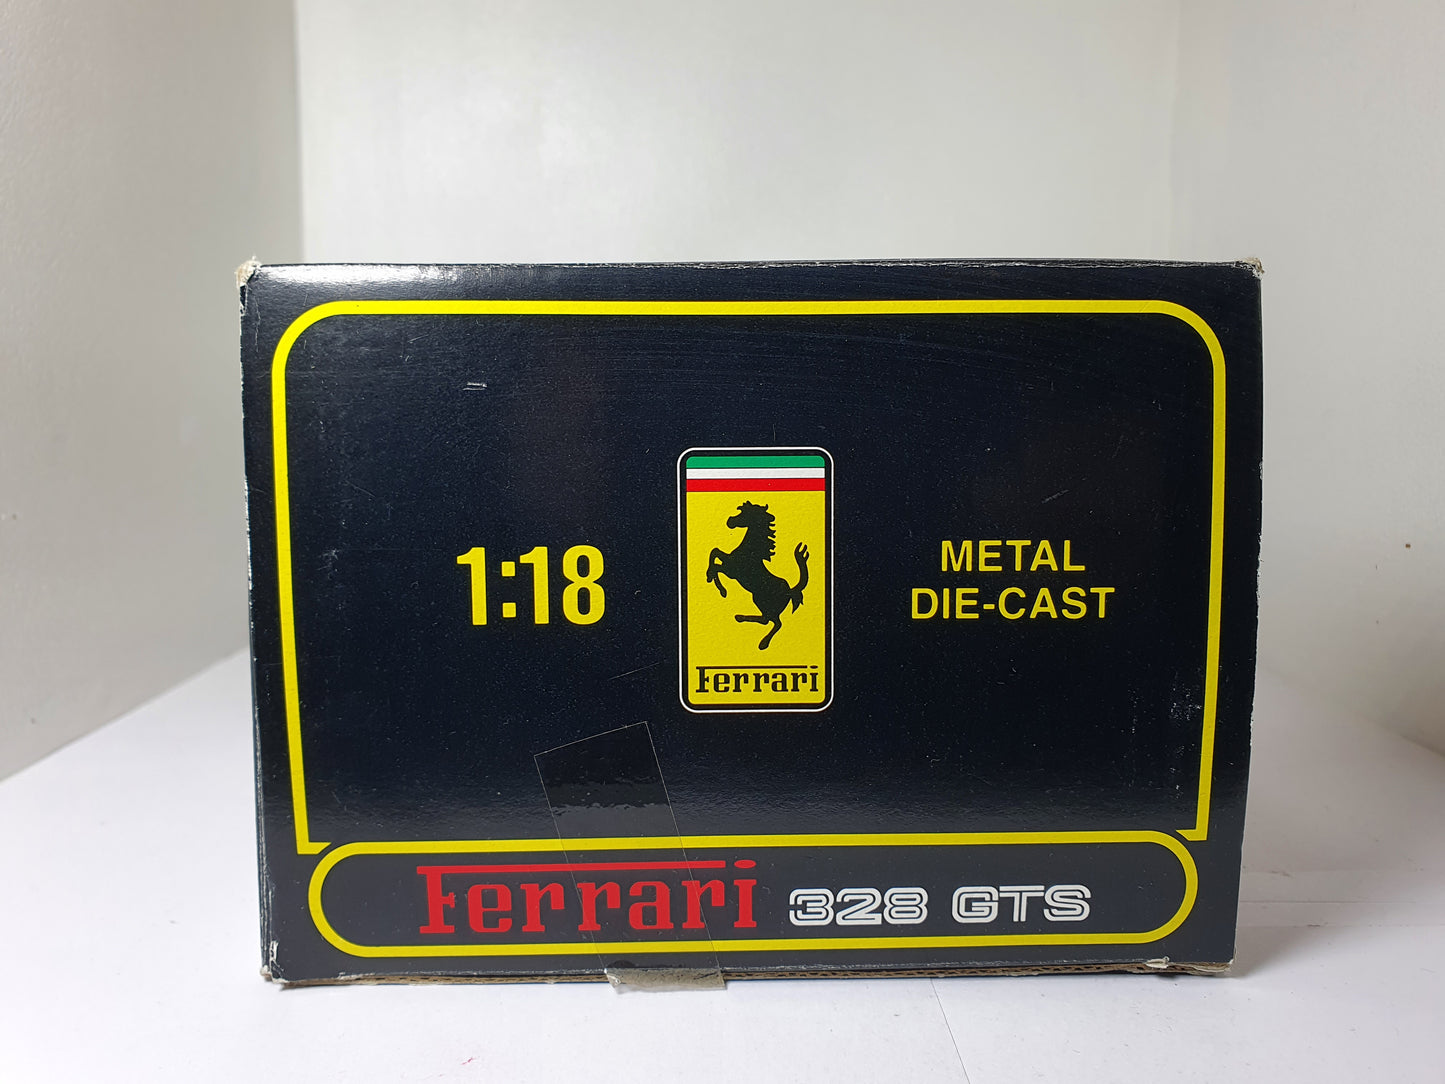 1:18
Ferrari
METAL
DIE-CAST
Ferrari 328 GTS